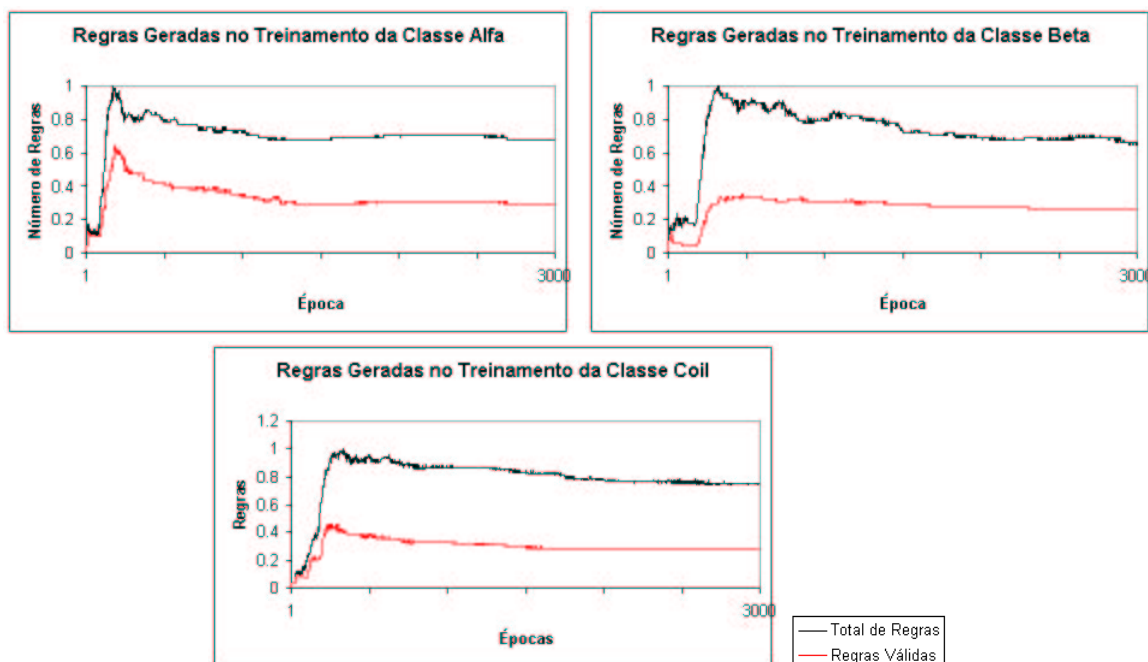 Regras Geradas no Treinamento da Classe Alfa
Número de Regras
1
0.8
0.6
0.4
0.2
0
1
3000
Época
Regras Geradas no Treinamento da Classe Beta
Número de Regras
1
0.8
0.6
0.4
0.2
0
1
3000
Época
Regras Geradas no Treinamento da Classe Coil
Regras
1.2
1
0.8
0.6
0.4
0.2
0
1
3000
Épocas
Total de Regras
Regras Válidas